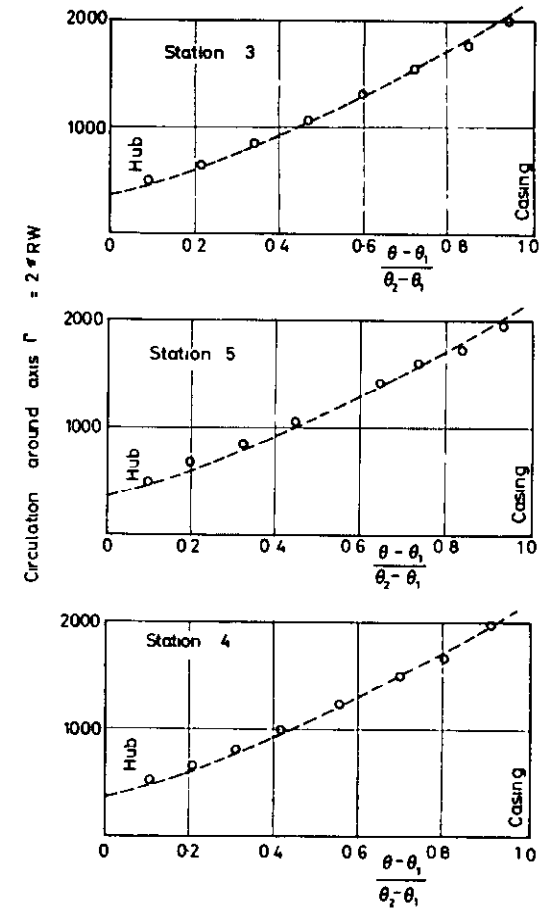 2000
Station 3
1000
Hub
Casing
0 0·2 0·4 0·6 0 8 1·0
θ - θ₁
θ₂ - θ₁
Circulation around axis Γ = 2πRW
2000
Station 5
1000
Hub
Casing
0 0 2 0 4 0 6 0 8 1 0
θ - θ₁
θ₂ - θ₁
2000
Station 4
1000
Hub
Casing
0 0·2 0 4 0 6 0 8 1 0
θ - θ₁
θ₂ - θ₁